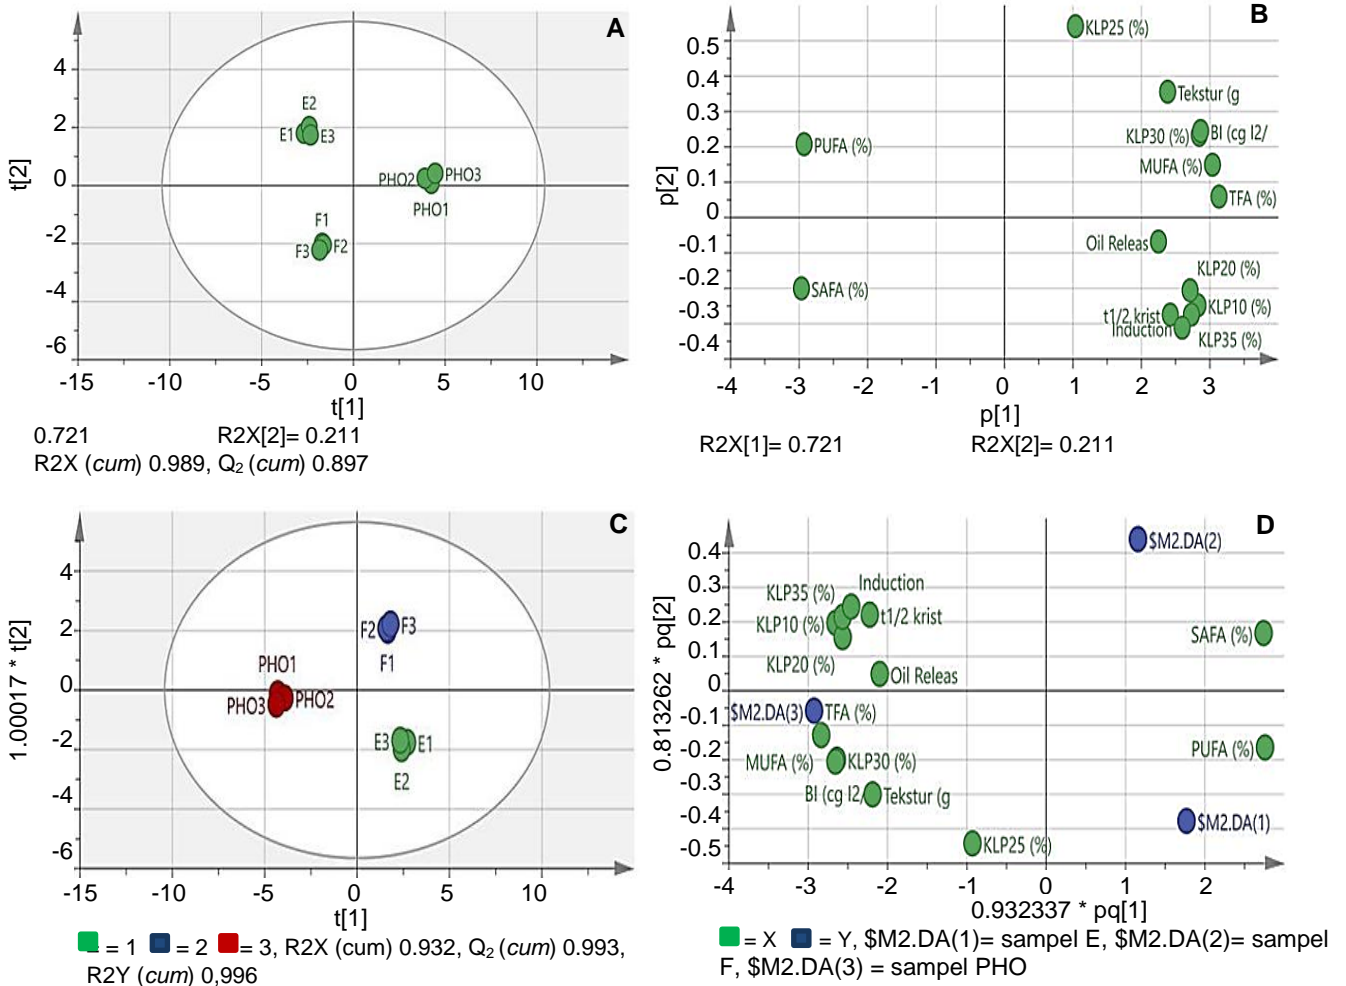 A
t[2]
4
2
0
-2
-4
-6
E2
E1
E3
PHO2
PHO3
PHO1
F1
F3
F2
-15 -10 -5 0 5 10
t[1]
0.721 R2X[2]= 0.211
R2X (cum) 0.989, Q2 (cum) 0.897
B
p[2]
0.5
0.4
0.3
0.2
0.1
0
-0.1
-0.2
-0.3
-0.4
KLP25 (%)
Tekstur (g
KLP30 (%)
BI (cg I2/
PUFA (%)
MUFA (%)
TFA (%)
Oil Releas
KLP20 (%)
SAFA (%)
KLP10 (%)
t1/2 krist
Induction
KLP35 (%)
-4 -3 -2 -1 0 1 2 3
p[1]
R2X[1]= 0.721 R2X[2]= 0.211
C
1.00017 * t[2]
4
2
0
-2
-4
-6
F2
F3
F1
PHO1
PHO3
PHO2
E3
E1
E2
-15 -10 -5 0 5 10
t[1]
= 1 = 2 = 3, R2X (cum) 0.932, Q2 (cum) 0.993,
R2Y (cum) 0,996
D
0.813262 * pq[2]
0.4
0.3
0.2
0.1
0
-0.1
-0.2
-0.3
-0.4
-0.5
$M2.DA(2)
Induction
KLP35 (%)
t1/2 krist
KLP10 (%)
SAFA (%)
KLP20 (%)
Oil Releas
$M2.DA(3)
TFA (%)
PUFA (%)
MUFA (%)
KLP30 (%)
BI (cg I2/
Tekstur (g
$M2.DA(1)
KLP25 (%)
-4 -3 -2 -1 0 1 2
0.932337 * pq[1]
= X = Y, $M2.DA(1)= sampel E, $M2.DA(2)= sampel
F, $M2.DA(3) = sampel PHO